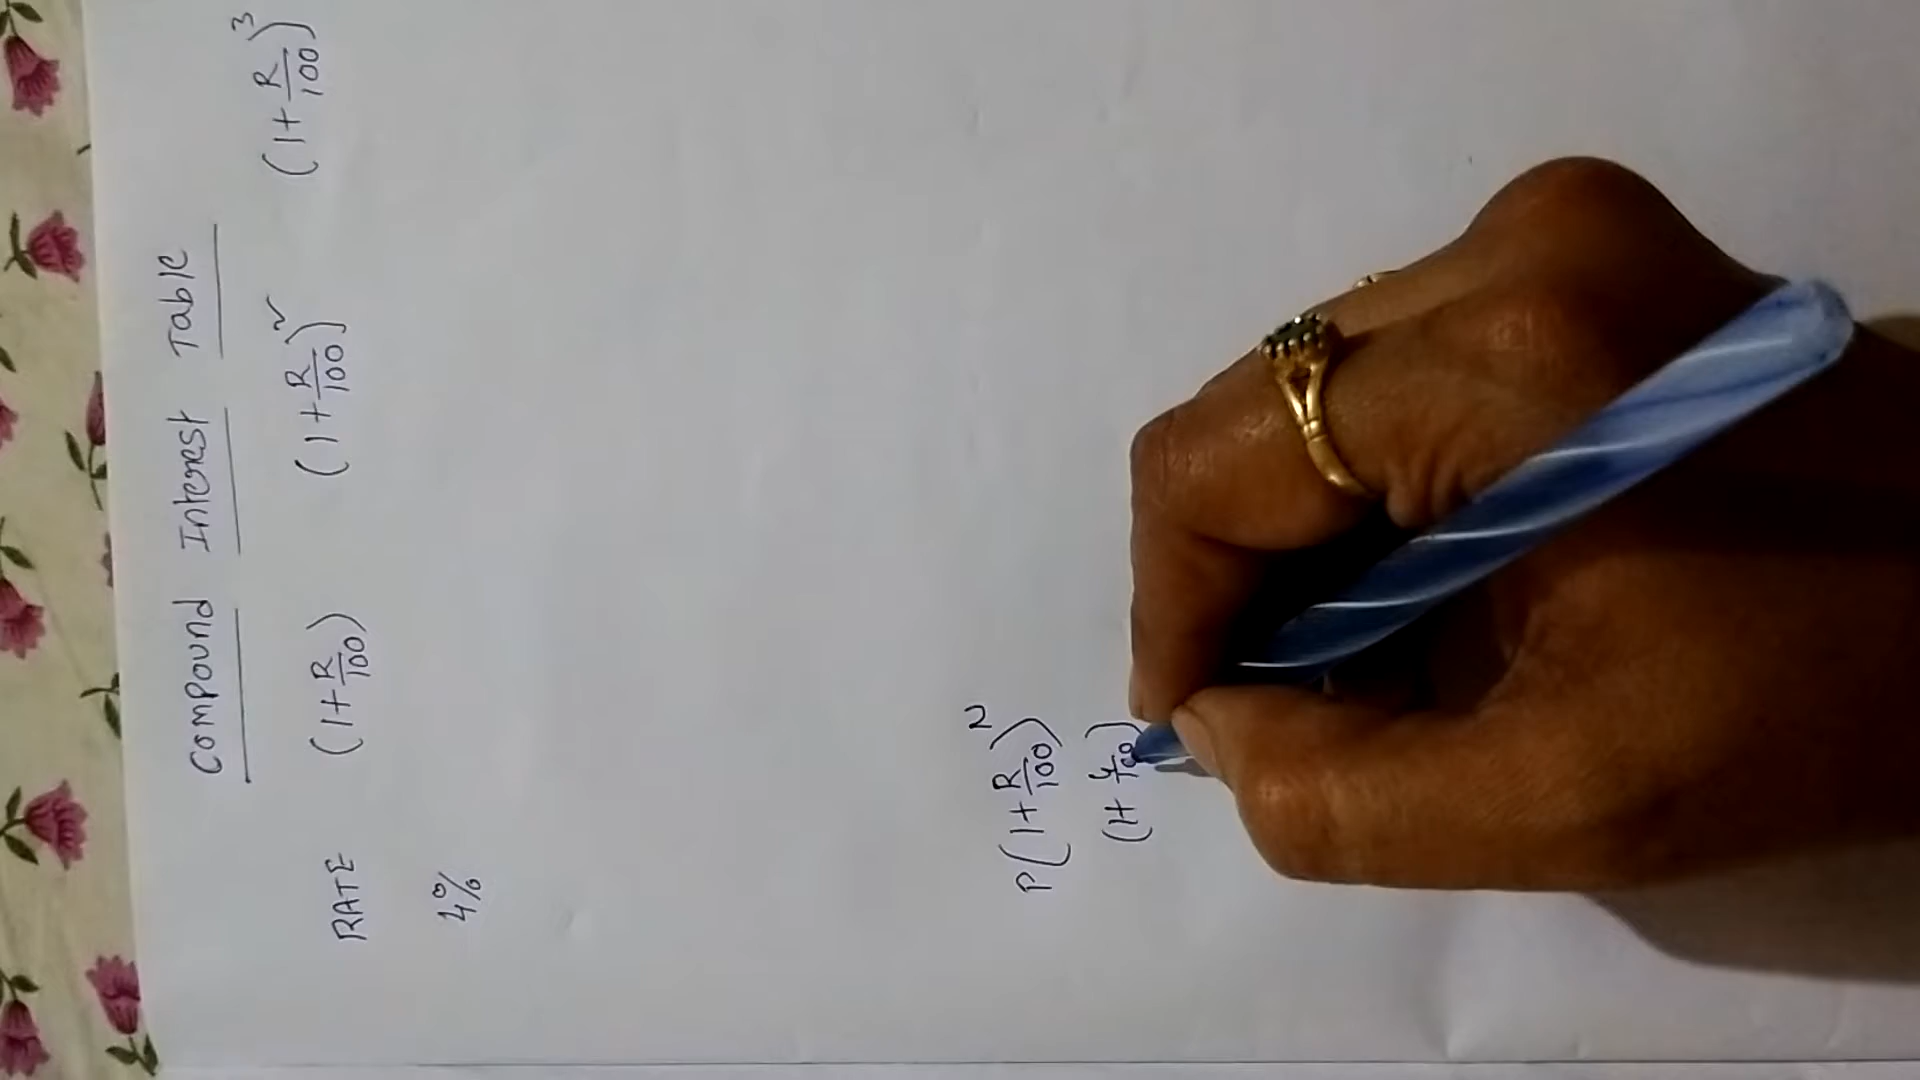 Compound Interest Table
RATE (1+R/100) (1+R/100)² (1+R/100)³
4%
P(1+R/100)^N
(1+4/100)